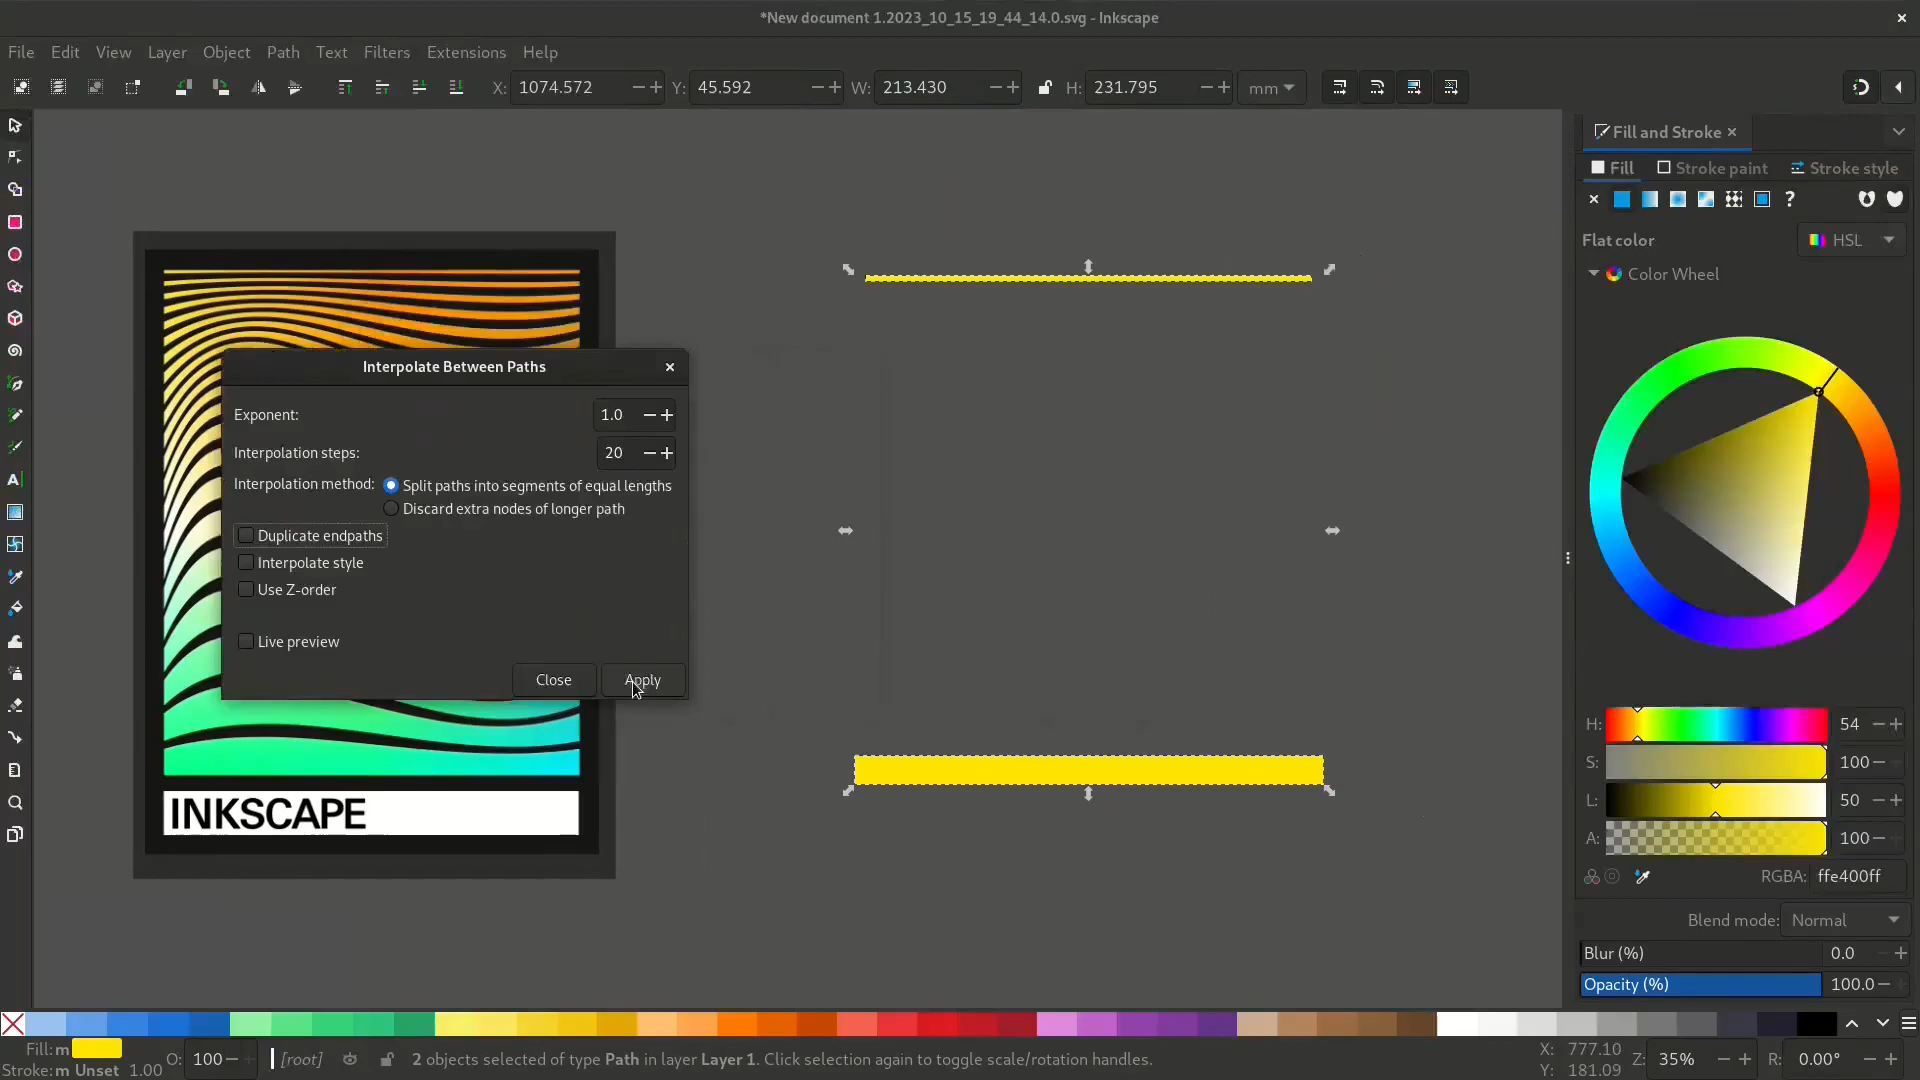 *New document 1.2023_10_15_19_44_14.0.svg - Inkscape
File Edit View Layer Object Path Text Filters Extensions Help
X: 1074.572 Y: 45.592 W: 213.430 H: 231.795 mm
Fill and Stroke
Fill Stroke paint Stroke style
?
Flat color HSL
Color Wheel
Interpolate Between Paths
Exponent: 1.0
Interpolation steps: 20
Interpolation method: Split paths into segments of equal lengths
Discard extra nodes of longer path
Duplicate endpaths
Interpolate style
Use Z-order
Live preview
Close Apply
INKSCAPE
H: 54
S: 100
L: 50
A: 100
RGBA: ffe400ff
Blend mode: Normal
Blur (%) 0.0
Opacity (%) 100.0
Fill: m
Stroke: m Unset 1.00
O: 100 [root] 2 objects selected of type Path in layer Layer 1. Click selection again to toggle scale/rotation handles.
X: 777.10
Y: 181.09
Z: 35% R: 0.00°